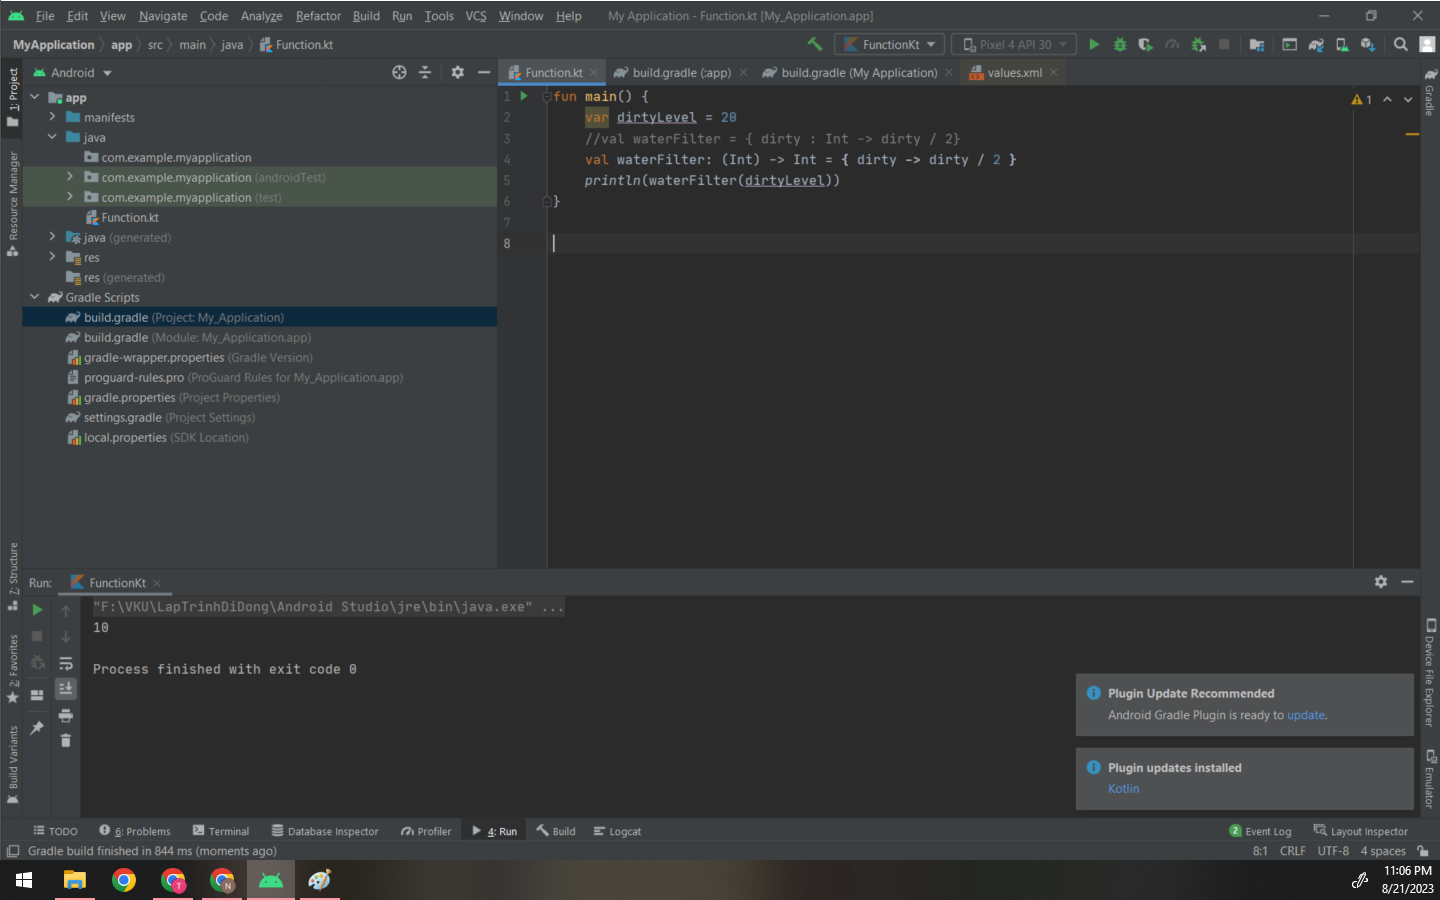 File Edit View Navigate Code Analyze Refactor Build Run Tools VCS Window Help My Application - Function.kt [My_Application.app]
MyApplication app src main java Function.kt FunctionKt Pixel 4 API 30
1: Project
Resource Manager
7: Structure
2: Favorites
Build Variants
Android
app
manifests
java
com.example.myapplication
com.example.myapplication (androidTest)
com.example.myapplication (test)
Function.kt
java (generated)
res
res (generated)
Gradle Scripts
build.gradle (Project: My_Application)
build.gradle (Module: My_Application.app)
gradle-wrapper.properties (Gradle Version)
proguard-rules.pro (ProGuard Rules for My_Application.app)
gradle.properties (Project Properties)
settings.gradle (Project Settings)
local.properties (SDK Location)
Function.kt build.gradle (:app) build.gradle (My Application) values.xml
1 fun main() {
2 var dirtyLevel = 20
3 //val waterFilter = { dirty : Int -> dirty / 2}
4 val waterFilter: (Int) -> Int = { dirty -> dirty / 2 }
5 println(waterFilter(dirtyLevel))
6 }
7
8
1
Gradle
Device File Explorer
Emulator
Run: FunctionKt
"F:\VKU\LapTrinhDiDong\Android Studio\jre\bin\java.exe" ...
10
Process finished with exit code 0
Plugin Update Recommended
Android Gradle Plugin is ready to update.
Plugin updates installed
Kotlin
TODO 6: Problems Terminal Database Inspector Profiler 4: Run Build Logcat 2 Event Log Layout Inspector
Gradle build finished in 844 ms (moments ago) 8:1 CRLF UTF-8 4 spaces
T N
11:06 PM
8/21/2023